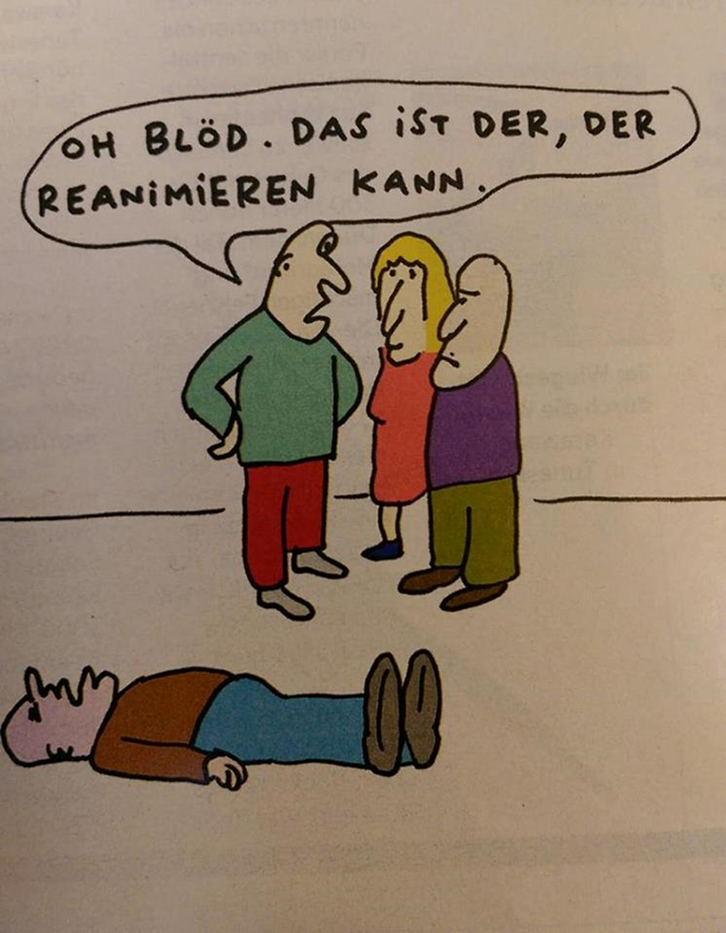 OH BLÖD. DAS iST DER, DER
REANiMiEREN KANN.